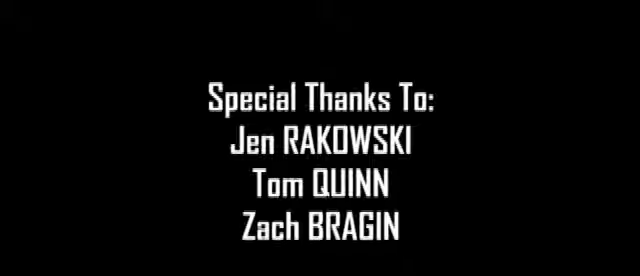 Special Thanks To:
Jen RAKOWSKI
Tom QUINN
Zach BRAGIN